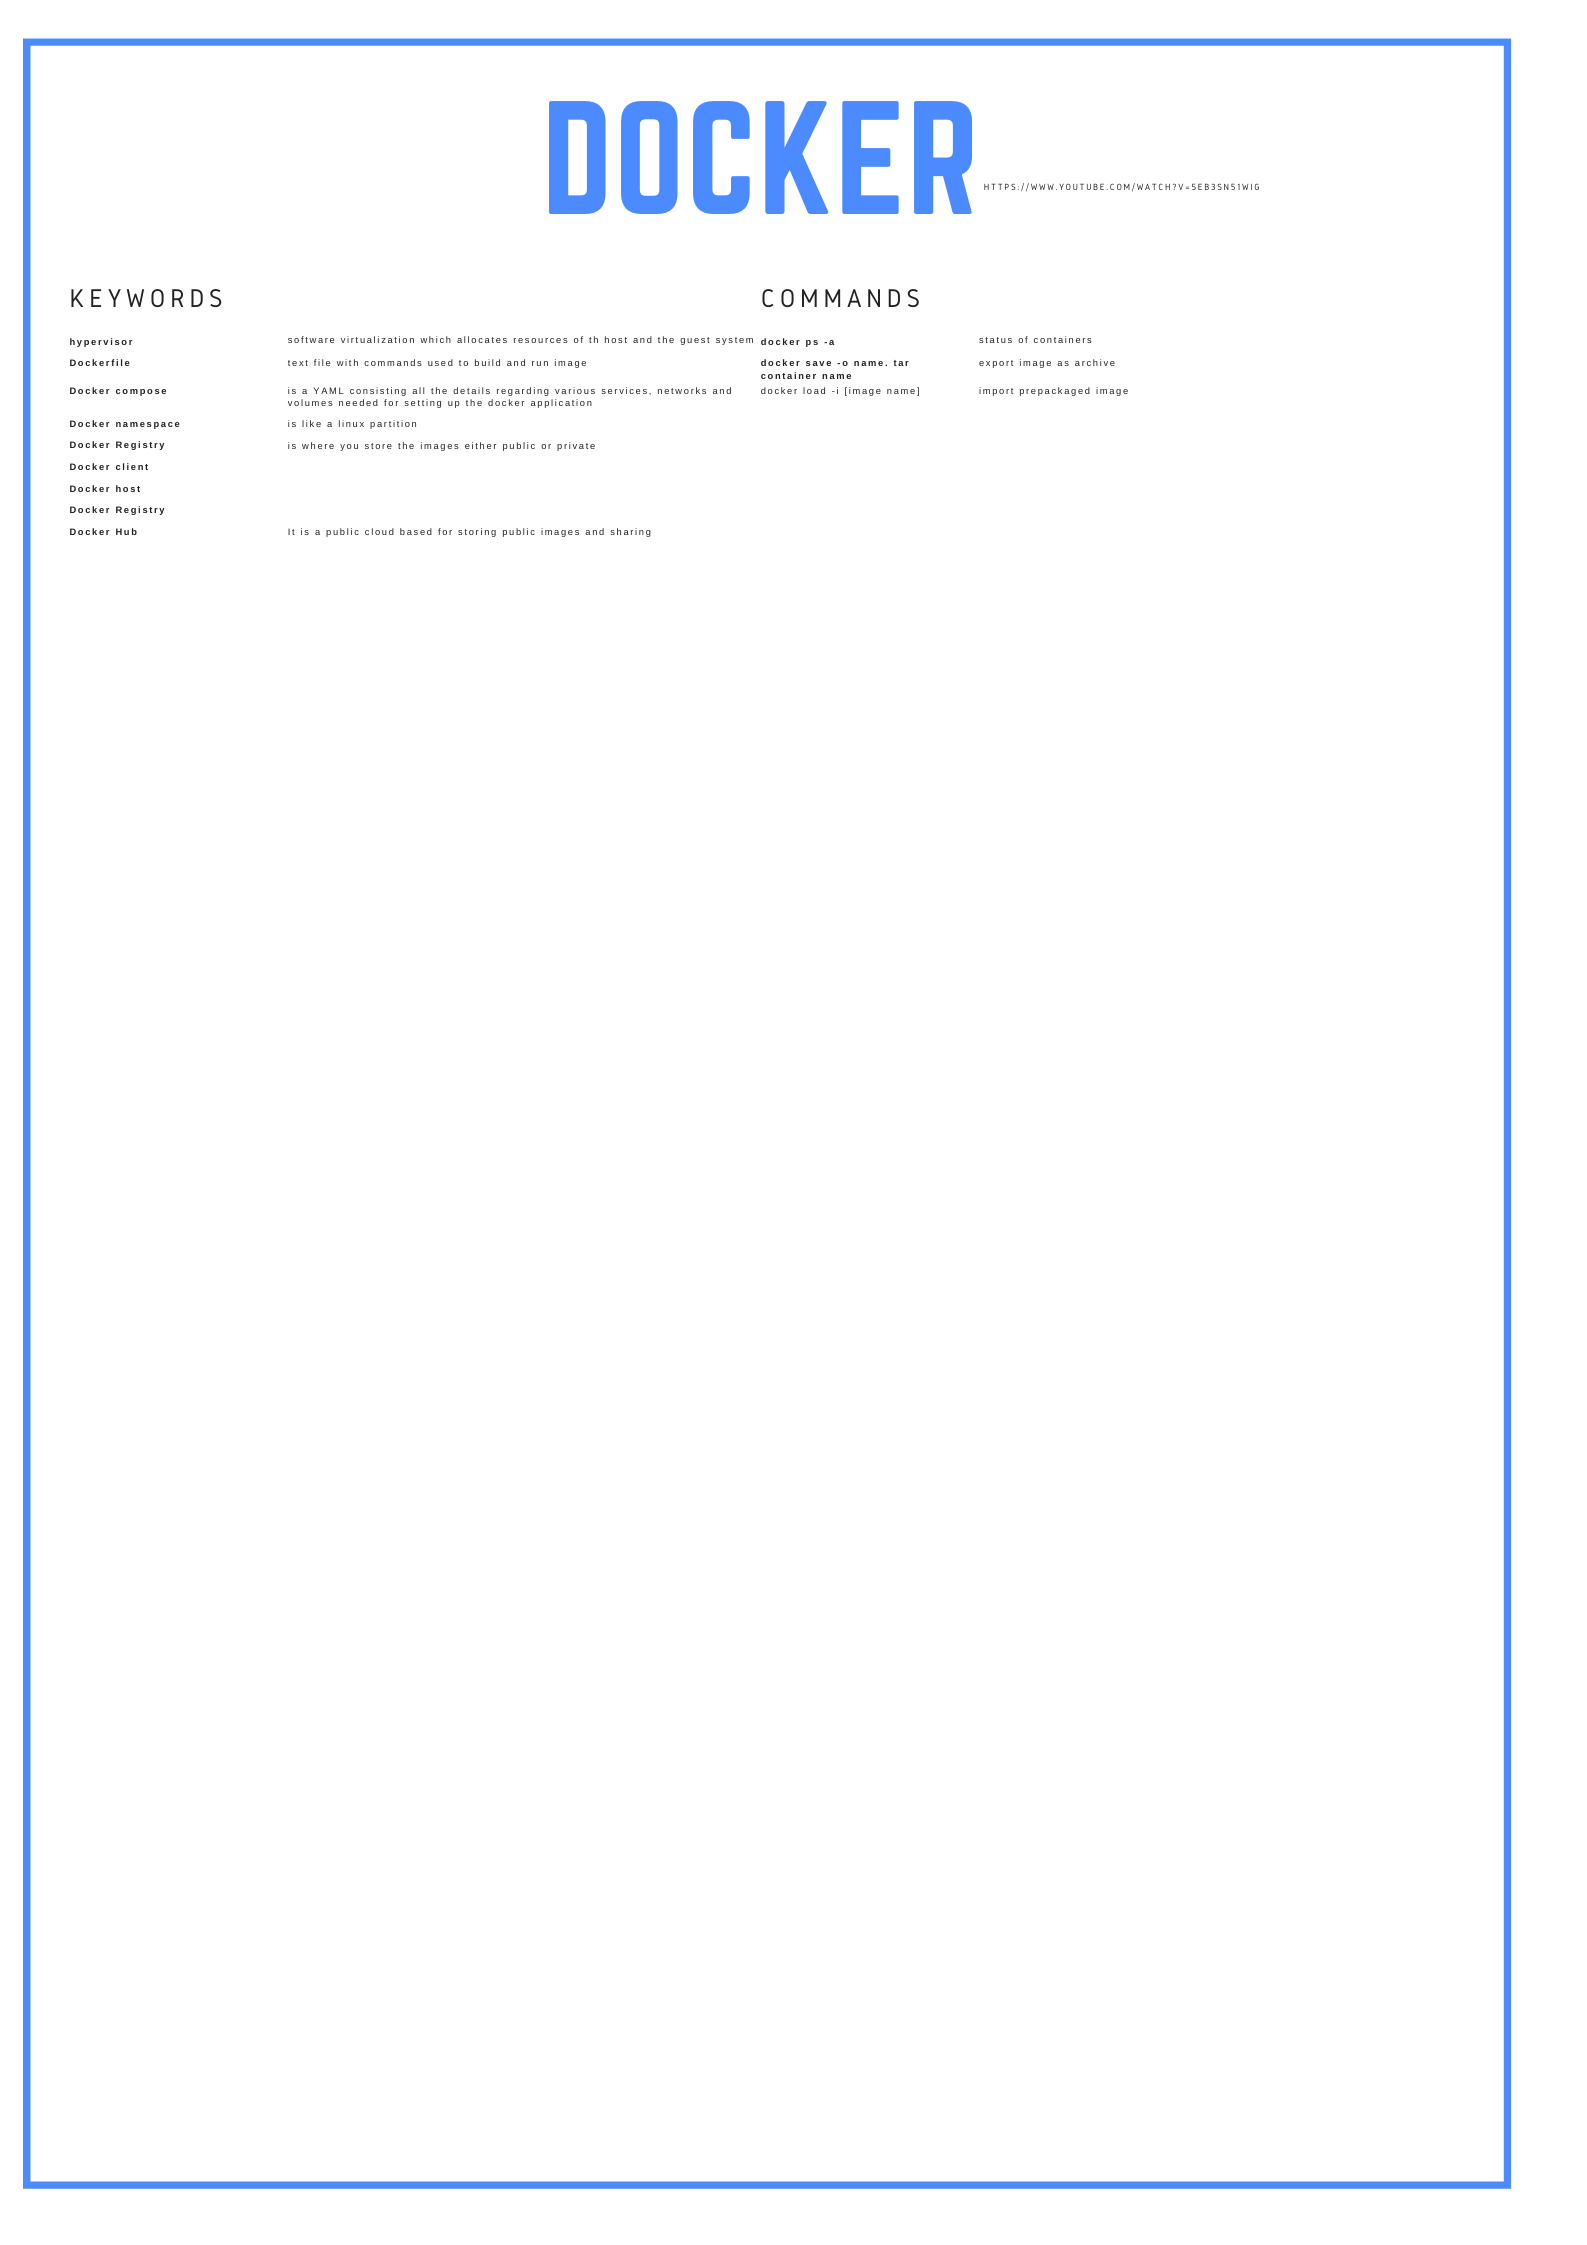 DOCKER
HTTPS://WWW.YOUTUBE.COM/WATCH?V=5EB3SN51WIG
KEYWORDS
hypervisor software virtualization which allocates resources of th host and the guest system
Dockerfile text file with commands used to build and run image
Docker compose is a YAML consisting all the details regarding various services, networks and
volumes needed for setting up the docker application
Docker namespace is like a linux partition
Docker Registry is where you store the images either public or private
Docker client
Docker host
Docker Registry
Docker Hub It is a public cloud based for storing public images and sharing
COMMANDS
docker ps -a status of containers
docker save -o name. tar export image as archive
container name
docker load -i [image name] import prepackaged image